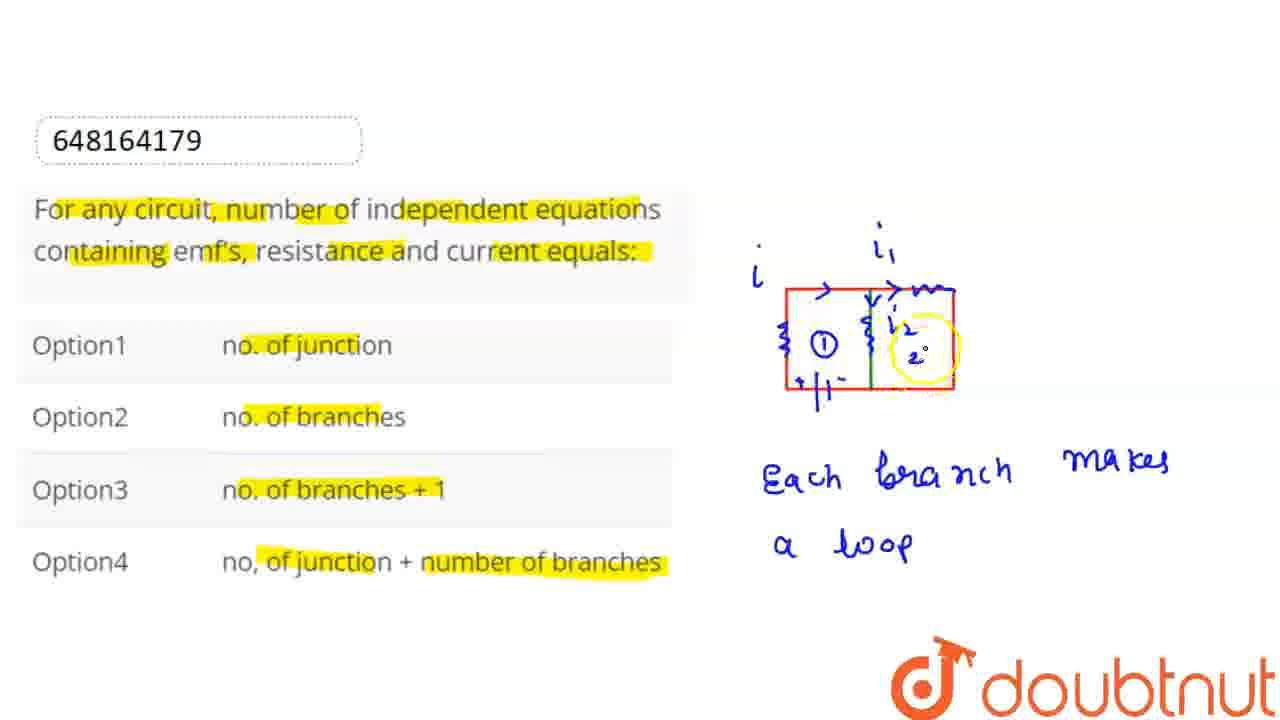 648164179
For any circuit, number of independent equations
containing emf's, resistance and current equals:
Option1 no. of junction
Option2 no. of branches
Option3 no. of branches + 1
Option4 no, of junction + number of branches
i
i₁
i₂
1
2
+ -
Each branch makes
a loop
doubtnut